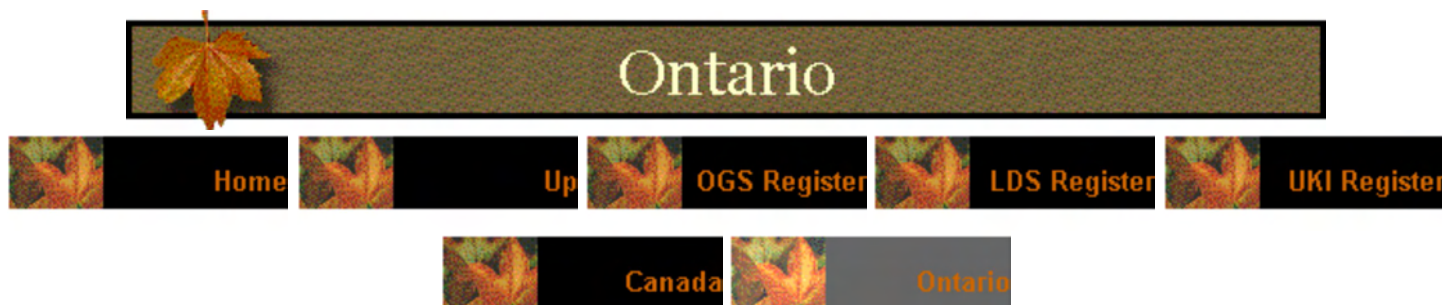 Ontario
Home Up OGS Register LDS Register UKI Register
Canada Ontario